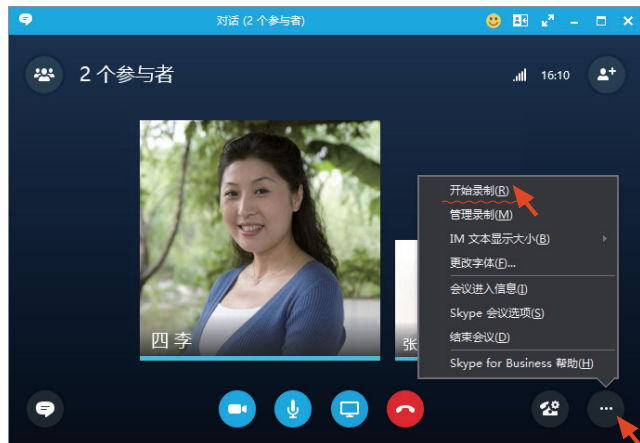 对话 (2 个参与者)
2 个参与者
16:10
开始录制(R)
管理录制(M)
IM 文本显示大小(B)
更改字体(F)...
会议进入信息(I)
Skype 会议选项(S)
结束会议(D)
Skype for Business 帮助(H)
四 李
张